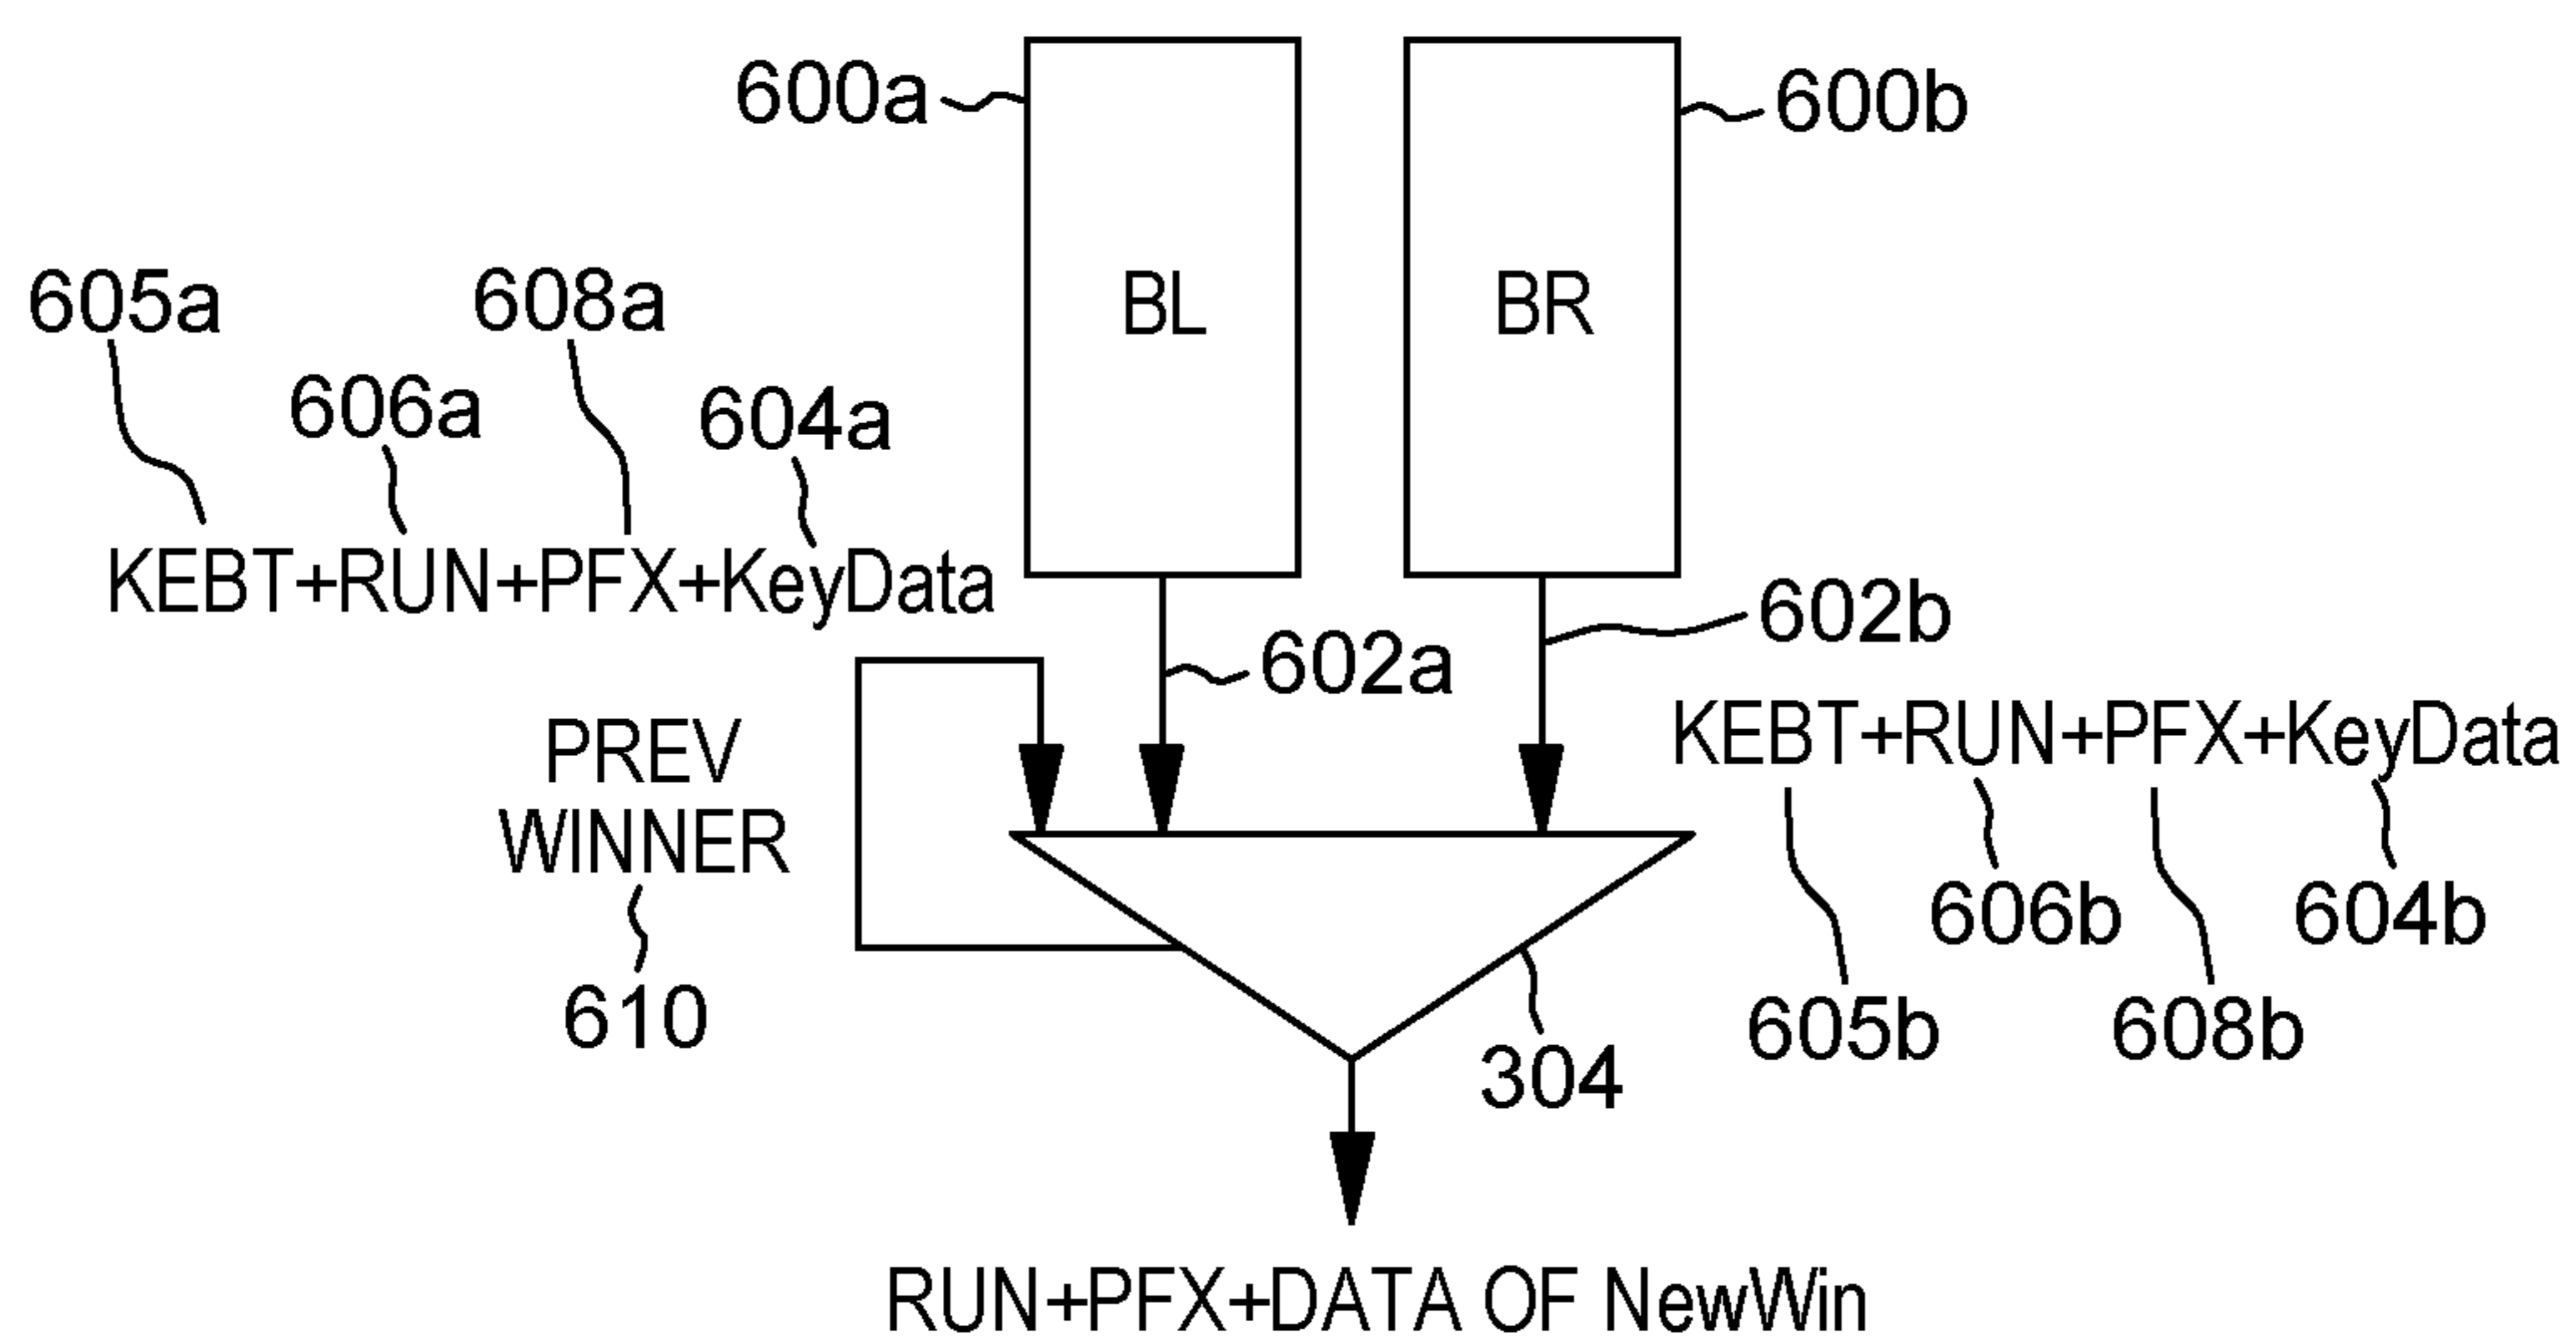 600a
600b
BL
BR
605a
608a
606a
604a
KEBT+RUN+PFX+KeyData
602a
602b
KEBT+RUN+PFX+KeyData
PREV
WINNER
610
606b
604b
605b
608b
304
RUN+PFX+DATA OF NewWin